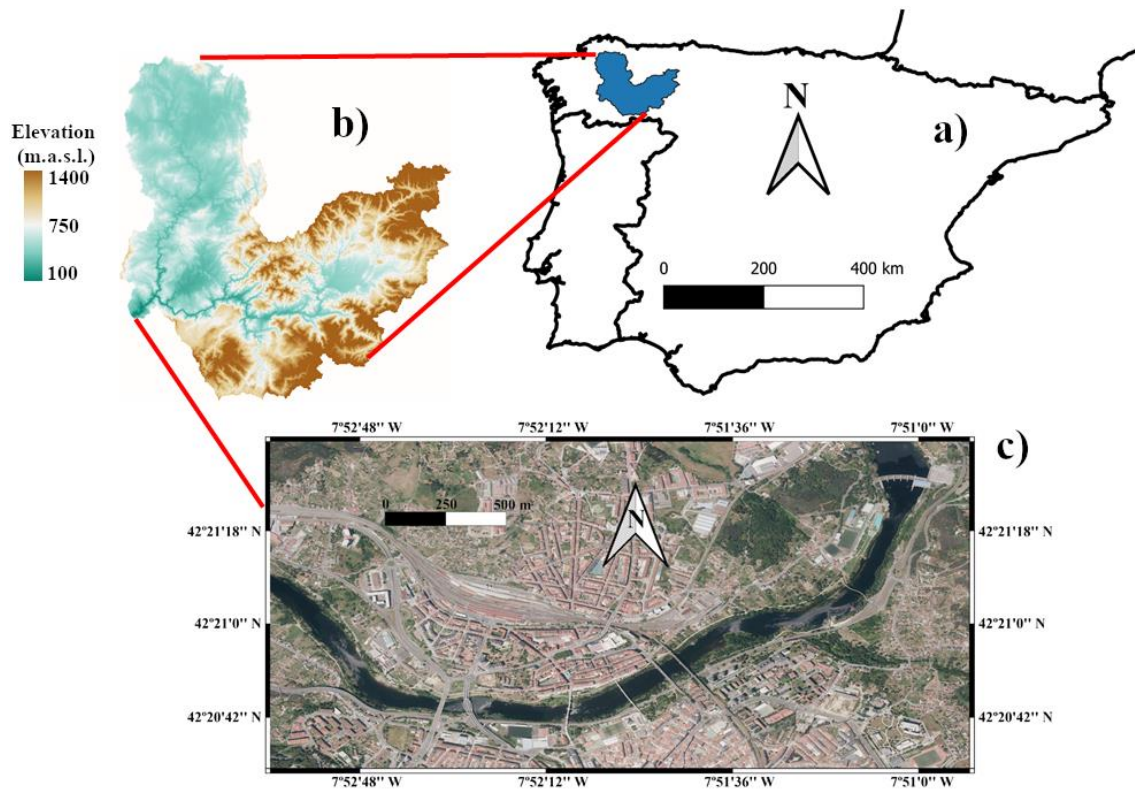 b)
Elevation
(m.a.s.l.)
1400
750
100
N
a)
0 200 400 km
7°52'48'' W 7°52'12'' W 7°51'36'' W 7°51'0'' W
c)
0 250 500 m
N
42°21'18'' N 42°21'18'' N
42°21'0'' N 42°21'0'' N
42°20'42'' N 42°20'42'' N
7°52'48'' W 7°52'12'' W 7°51'36'' W 7°51'0'' W